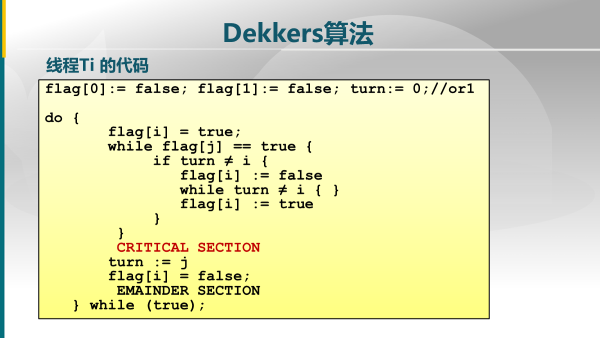 Dekkers算法
线程Ti 的代码
flag[0]:= false; flag[1]:= false; turn:= 0;//or1
do {
flag[i] = true;
while flag[j] == true {
if turn ≠ i {
flag[i] := false
while turn ≠ i { }
flag[i] := true
}
}
CRITICAL SECTION
turn := j
flag[i] = false;
EMAINDER SECTION
} while (true);